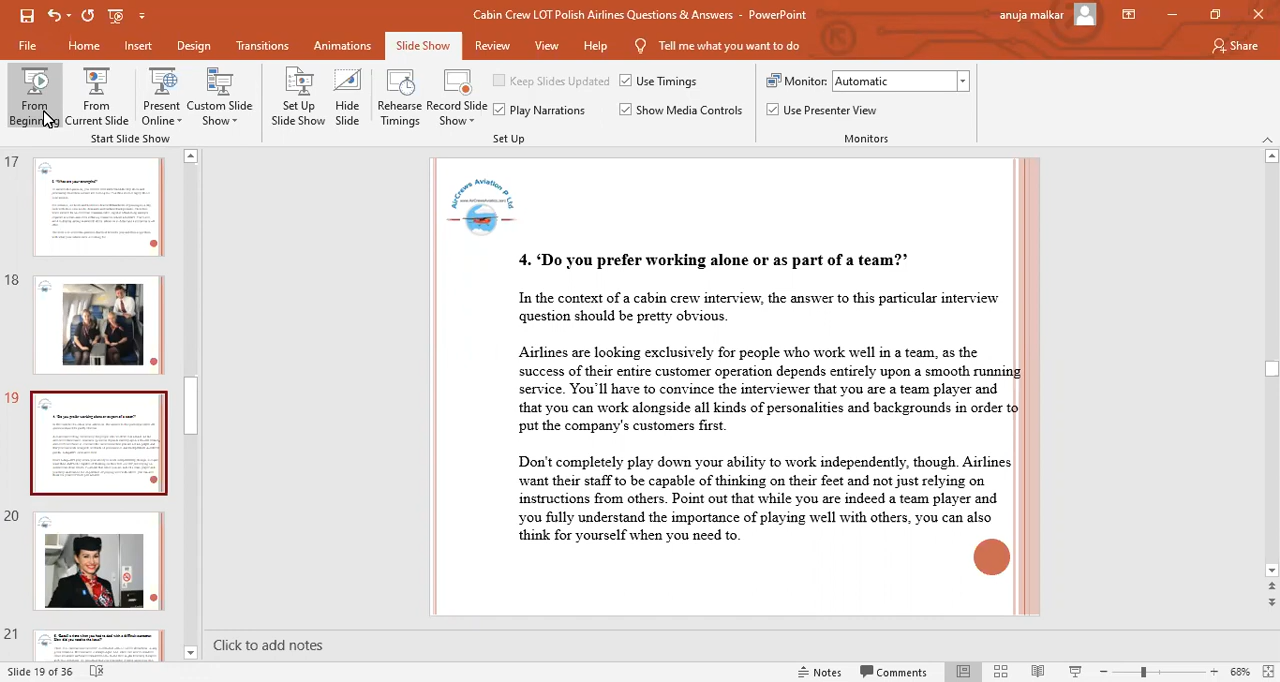 Cabin Crew LOT Polish Airlines Questions & Answers - PowerPoint
anuja malkar
File Home Insert Design Transitions Animations Slide Show Review View Help Tell me what you want to do Share
From Beginning
From Current Slide
Present Online
Custom Slide Show
Set Up Slide Show
Hide Slide
Rehearse Timings
Record Slide Show
Keep Slides Updated
Play Narrations
Use Timings
Show Media Controls
Monitor: Automatic
Use Presenter View
Start Slide Show
Set Up
Monitors
17
18
19
20
21
AirCrews Aviation P Ltd
www.AirCrewsAviation.com
4. ‘Do you prefer working alone or as part of a team?’
In the context of a cabin crew interview, the answer to this particular interview
question should be pretty obvious.
Airlines are looking exclusively for people who work well in a team, as the
success of their entire customer operation depends entirely upon a smooth running
service. You’ll have to convince the interviewer that you are a team player and
that you can work alongside all kinds of personalities and backgrounds in order to
put the company's customers first.
Don't completely play down your ability to work independently, though. Airlines
want their staff to be capable of thinking on their feet and not just relying on
instructions from others. Point out that while you are indeed a team player and
you fully understand the importance of playing well with others, you can also
think for yourself when you need to.
Click to add notes
Slide 19 of 36
Notes
Comments
68%